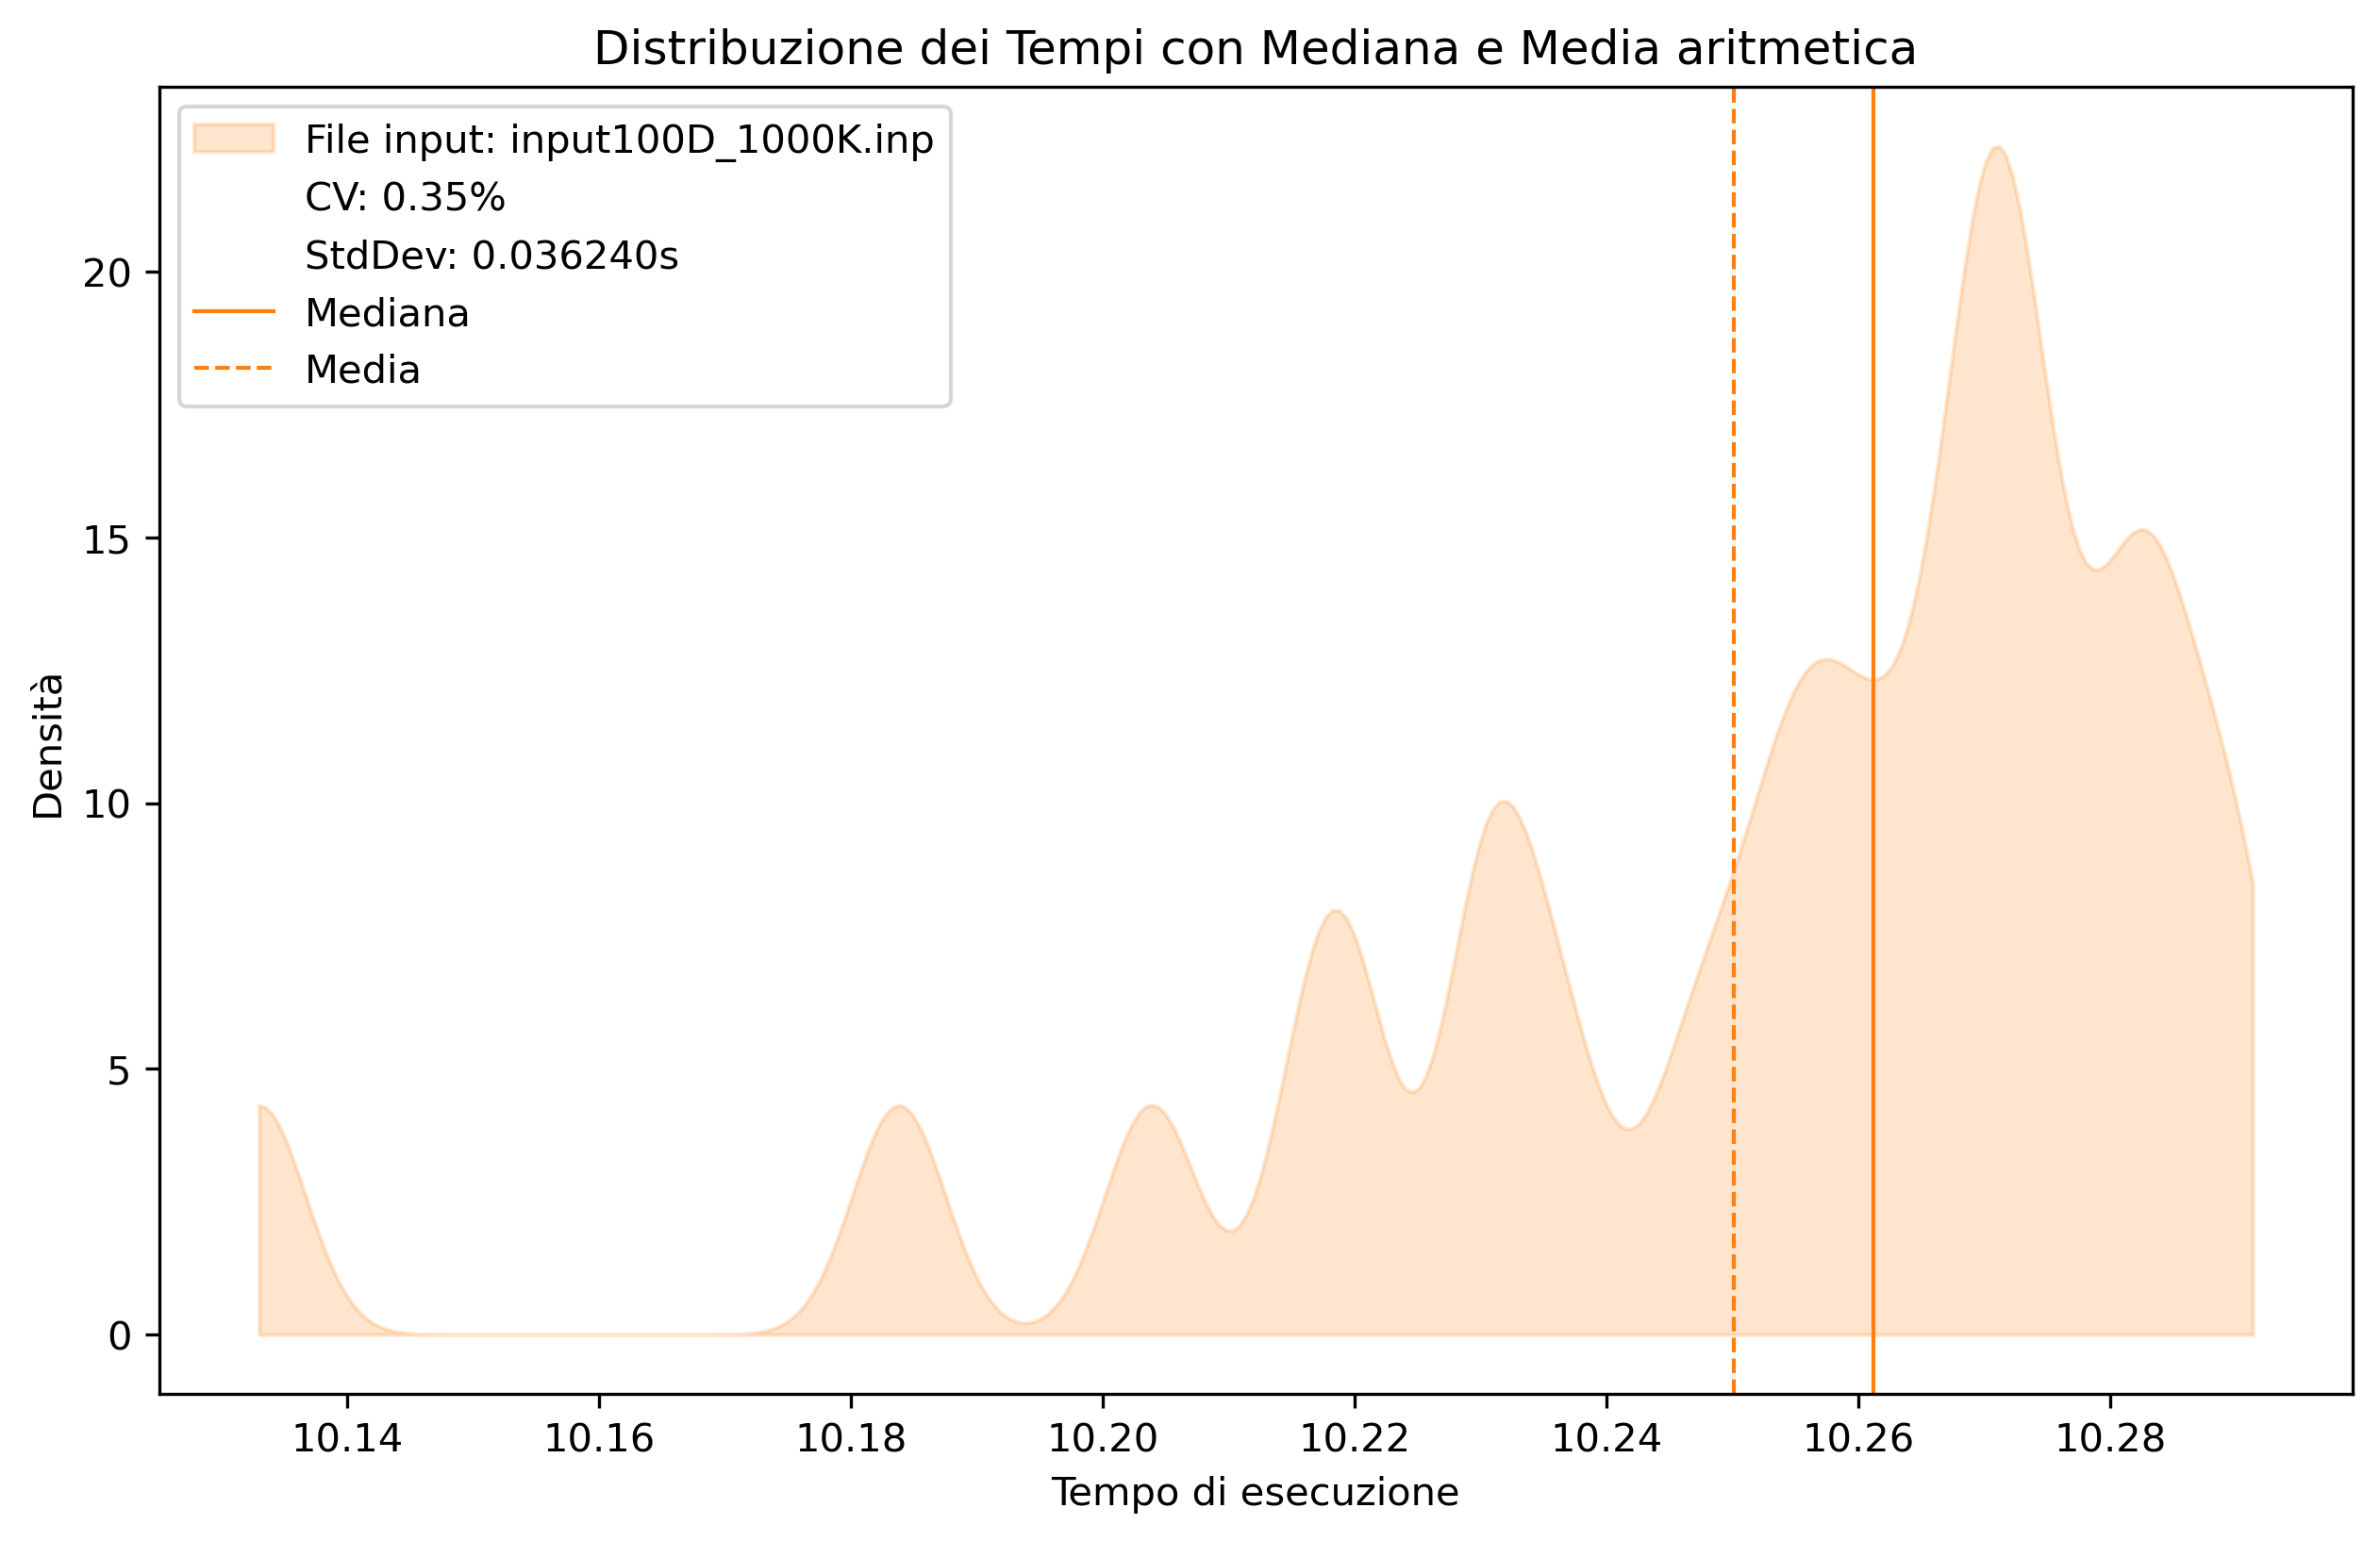 Distribuzione dei Tempi con Mediana e Media aritmetica
File input: input100D_1000K.inp
CV: 0.35%
StdDev: 0.036240s
Mediana
Media
Densità
20
15
10
5
0
10.14 10.16 10.18 10.20 10.22 10.24 10.26 10.28
Tempo di esecuzione